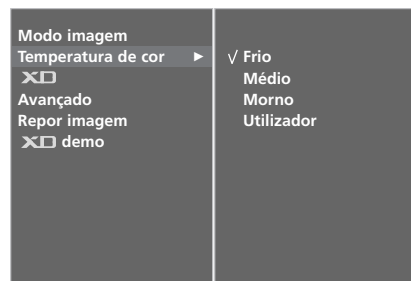 Modo imagem
Temperatura de cor ►
XD
Avançado
Repor imagem
XD demo
√ Frio
Médio
Morno
Utilizador